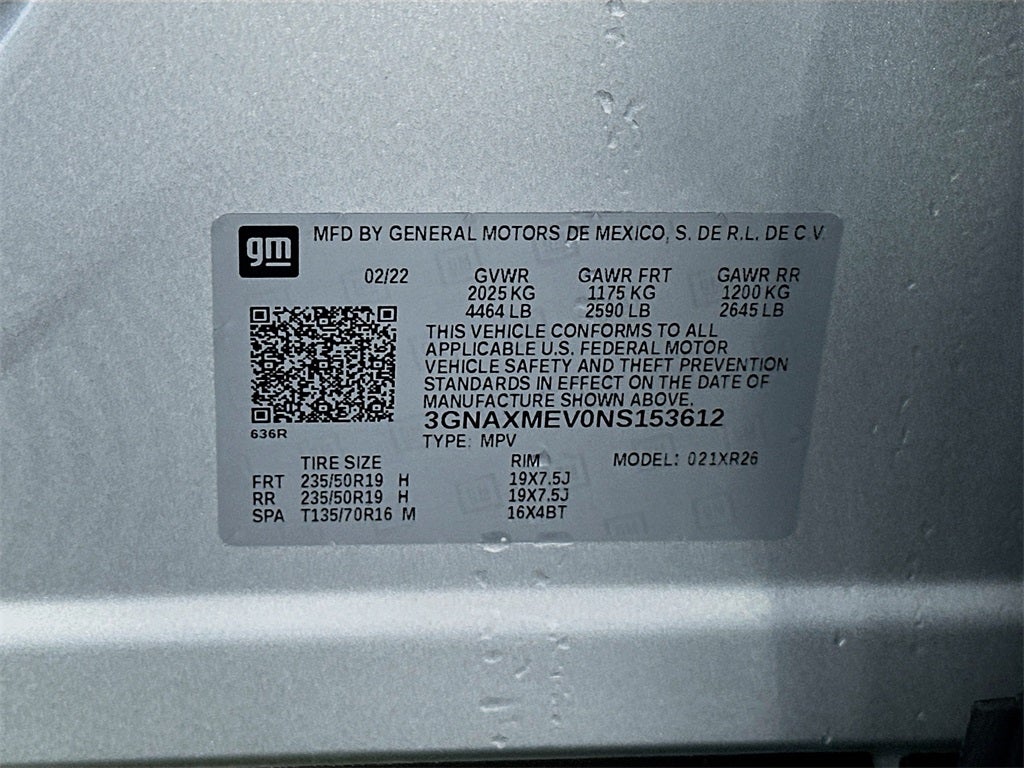 gm MFD BY GENERAL MOTORS DE MEXICO, S. DE R.L. DE C.V.
02/22 GVWR GAWR FRT GAWR RR
2025 KG 1175 KG 1200 KG
4464 LB 2590 LB 2645 LB
THIS VEHICLE CONFORMS TO ALL
APPLICABLE U.S. FEDERAL MOTOR
VEHICLE SAFETY AND THEFT PREVENTION
STANDARDS IN EFFECT ON THE DATE OF
MANUFACTURE SHOWN ABOVE.
3GNAXMEV0NS153612
636R
TYPE: MPV
TIRE SIZE RIM MODEL: 021XR26
FRT 235/50R19 H 19X7.5J
RR 235/50R19 H 19X7.5J
SPA T135/70R16 M 16X4BT